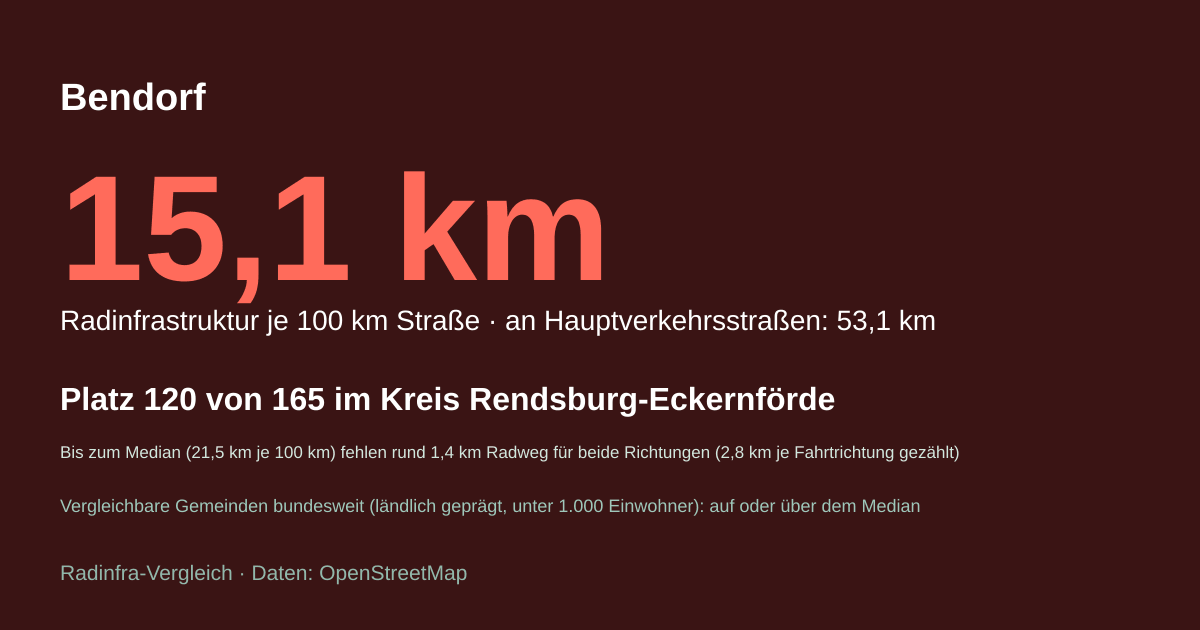 Bendorf
15,1 km
Radinfrastruktur je 100 km Straße · an Hauptverkehrsstraßen: 53,1 km
Platz 120 von 165 im Kreis Rendsburg-Eckernförde
Bis zum Median (21,5 km je 100 km) fehlen rund 1,4 km Radweg für beide Richtungen (2,8 km je Fahrtrichtung gezählt)
Vergleichbare Gemeinden bundesweit (ländlich geprägt, unter 1.000 Einwohner): auf oder über dem Median
Radinfra-Vergleich · Daten: OpenStreetMap